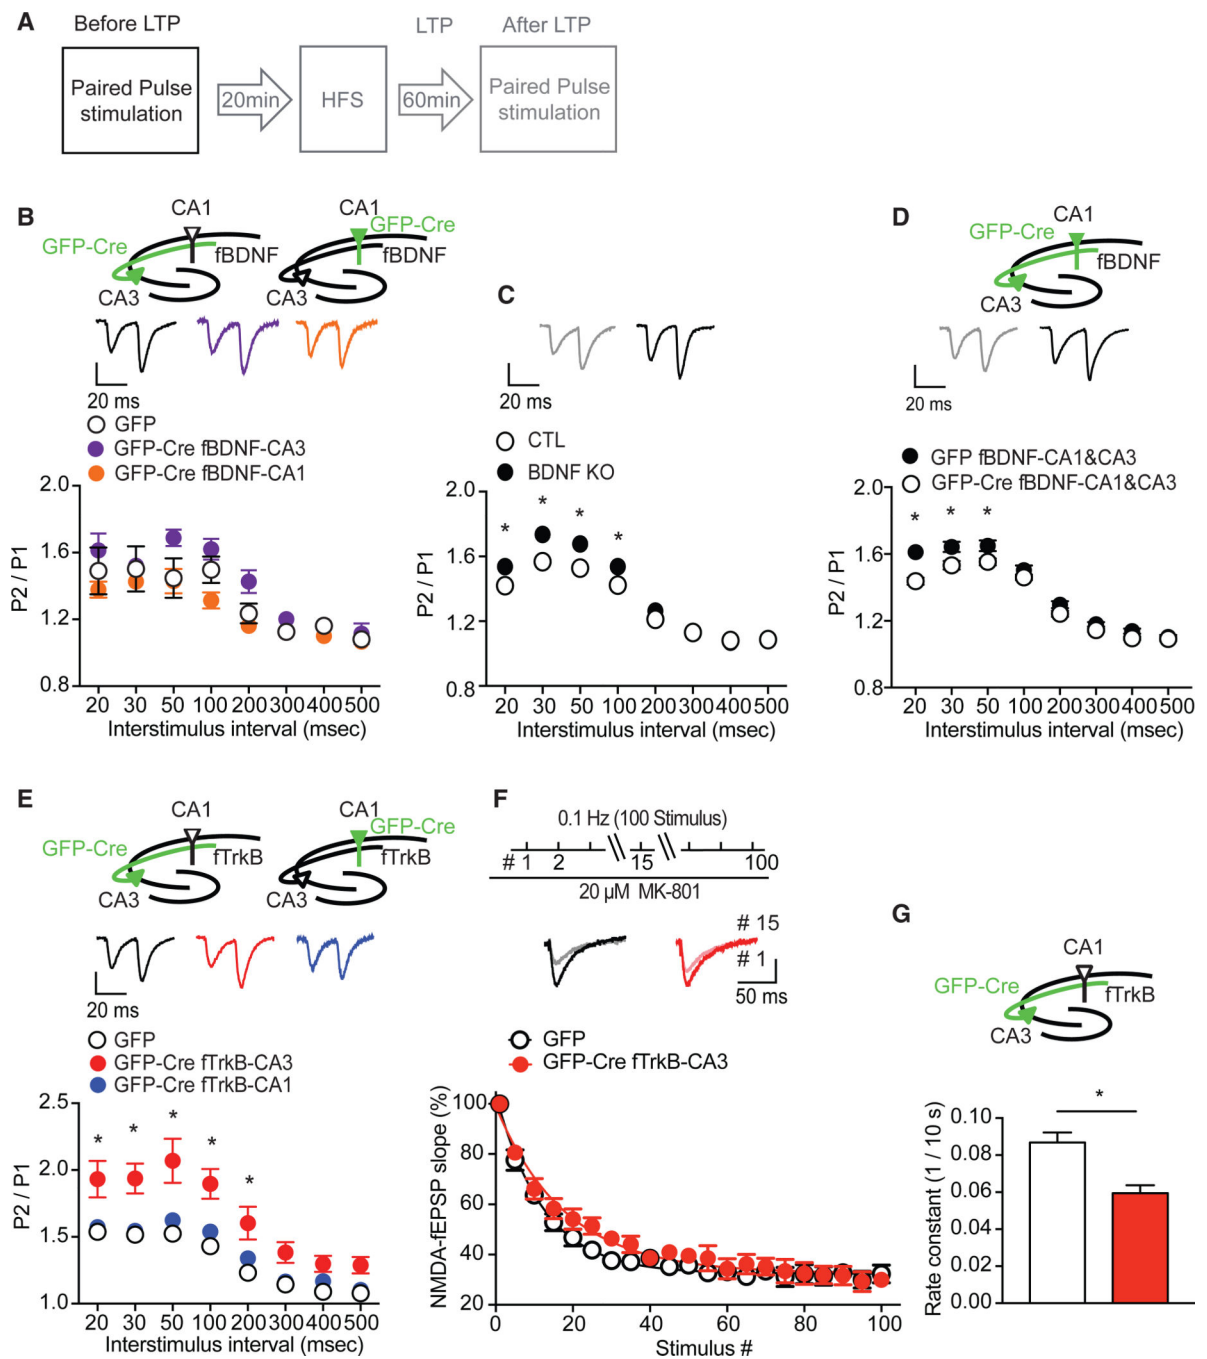 A
Before LTP
LTP
After LTP
Paired Pulse
stimulation
20min
HFS
60min
Paired Pulse
stimulation
B
CA1
GFP-Cre
fBDNF
CA3
CA1
GFP-Cre
fBDNF
CA3
20 ms
GFP
GFP-Cre fBDNF-CA3
GFP-Cre fBDNF-CA1
2.0
1.6
1.2
0.8
P2 / P1
20 30 50 100 200 300 400 500
Interstimulus interval (msec)
C
20 ms
CTL
BDNF KO
2.0
1.6
1.2
0.8
P2 / P1
* * * *
20 30 50 100 200 300 400 500
Interstimulus interval (msec)
D
CA1
GFP-Cre
fBDNF
CA3
20 ms
GFP fBDNF-CA1&CA3
GFP-Cre fBDNF-CA1&CA3
2.0
1.6
1.2
0.8
P2 / P1
* * *
20 30 50 100 200 300 400 500
Interstimulus interval (msec)
E
CA1
GFP-Cre
fTrkB
CA3
CA1
GFP-Cre
fTrkB
CA3
20 ms
GFP
GFP-Cre fTrkB-CA3
GFP-Cre fTrkB-CA1
2.5
2.0
1.5
1.0
P2 / P1
* * * * *
20 30 50 100 200 300 400 500
Interstimulus interval (msec)
F
0.1 Hz (100 Stimulus)
# 1 2 15 100
20 µM MK-801
# 15
# 1
50 ms
GFP
GFP-Cre fTrkB-CA3
100
80
60
40
20
NMDA-fEPSP slope (%)
0 20 40 60 80 100
Stimulus #
G
CA1
GFP-Cre
fTrkB
CA3
*
0.10
0.08
0.06
0.04
0.02
0.00
Rate constant (1 / 10 s)